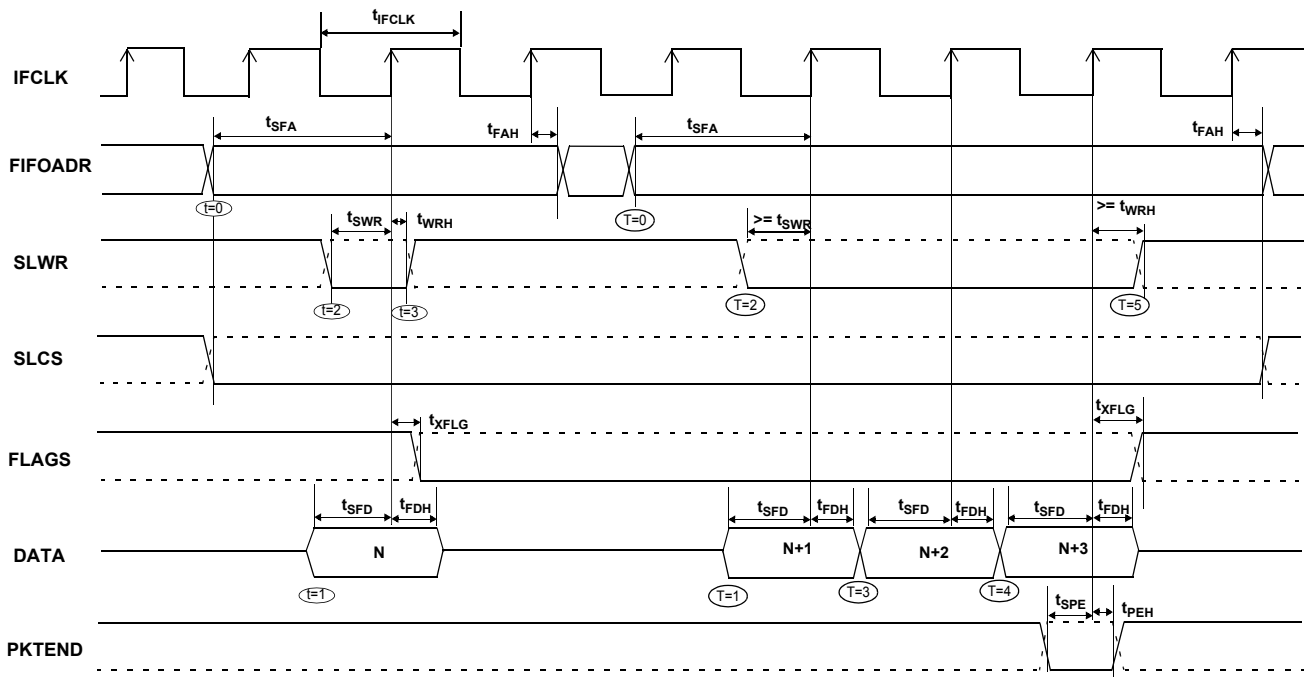 tIFCLK
IFCLK
tSFA
tFAH
tSFA
tFAH
FIFOADR
t=0
T=0
tSWR
tWRH
>= tSWR
>= tWRH
SLWR
t=2
t=3
T=2
T=5
SLCS
tXFLG
tXFLG
FLAGS
tSFD
tFDH
tSFD
tFDH
tSFD
tFDH
tSFD
tFDH
DATA
N
N+1
N+2
N+3
t=1
T=1
T=3
T=4
tSPE
tPEH
PKTEND